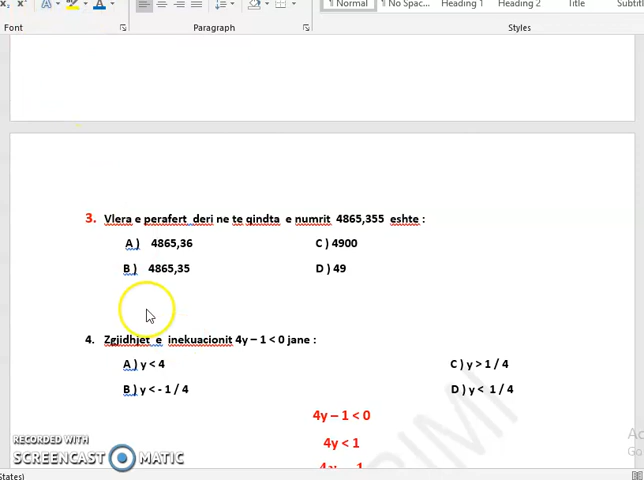 Font
Paragraph
Styles
¶ Normal
¶ No Spac...
Heading 1
Heading 2
Title
3. Vlera e perafert deri ne te qindta e numrit 4865,355 eshte :
A ) 4865,36
C ) 4900
B ) 4865,35
D ) 49
4. Zgjidhjet e inekuacionit 4y – 1 < 0 jane :
A ) y < 4
C ) y > 1 / 4
B ) y < - 1 / 4
D ) y < 1 / 4
4y – 1 < 0
4y < 1
RECORDED WITH
SCREENCAST MATIC
States)